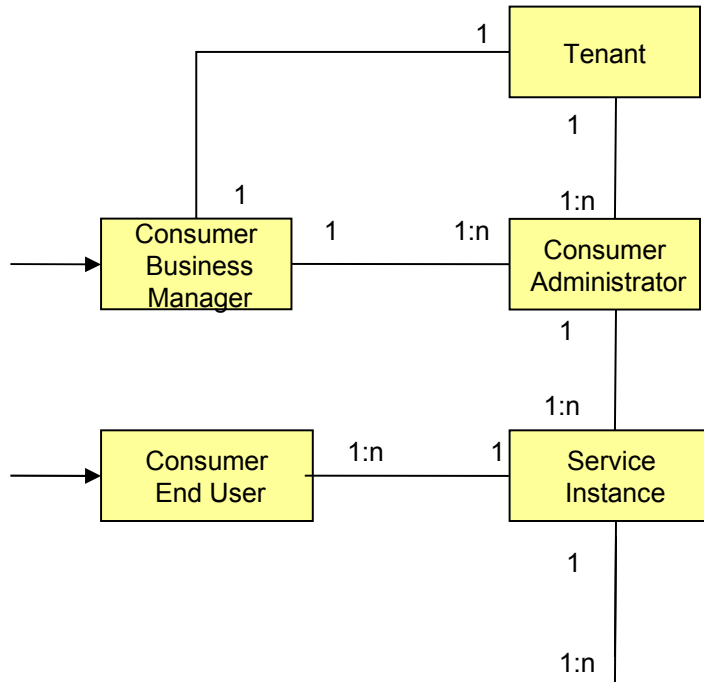 1
Tenant
1
1
1:n
Consumer
Business
Manager
1
1:n
Consumer
Administrator
1
1:n
Consumer
End User
1:n
1
Service
Instance
1
1:n